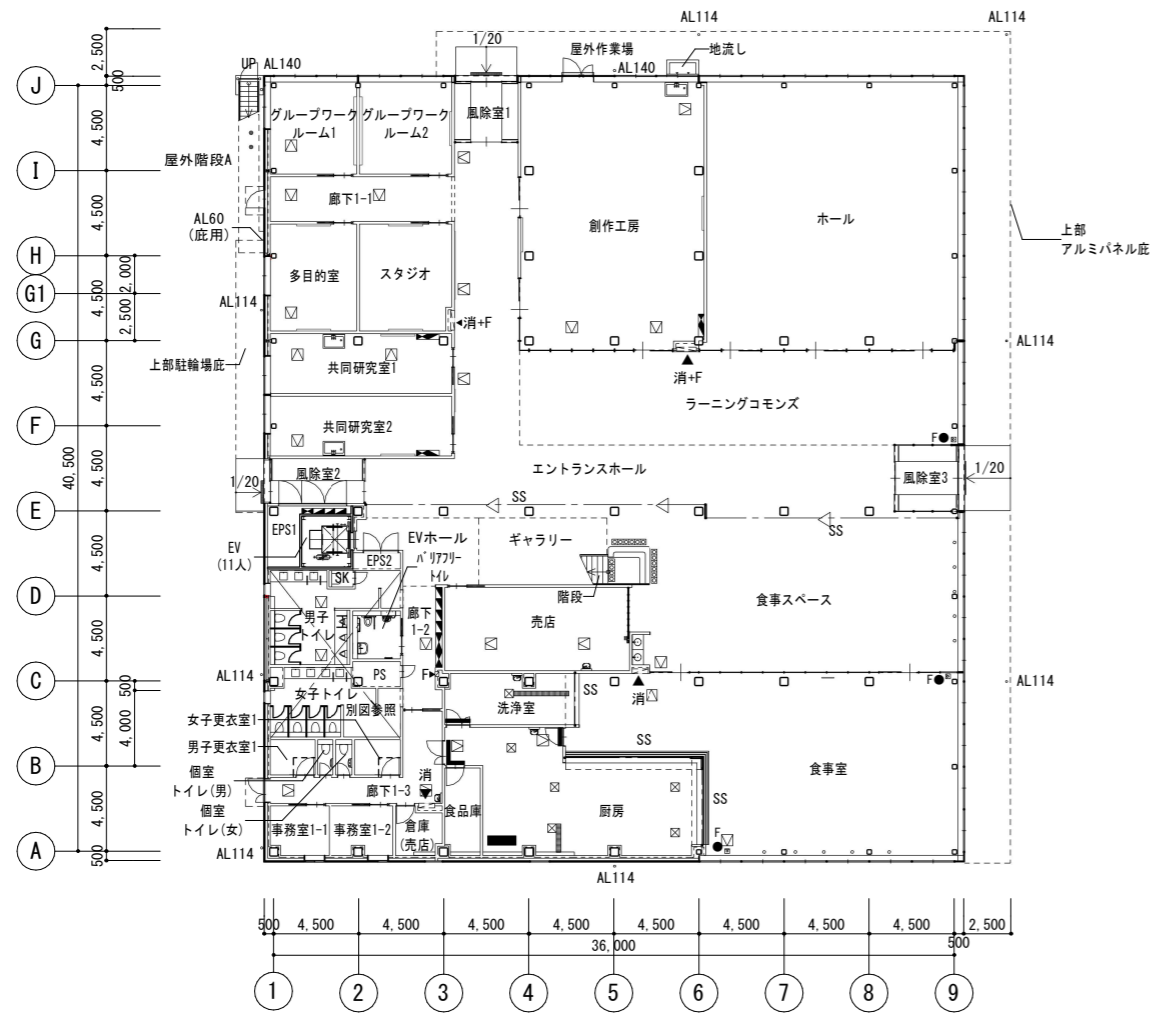 AL114
AL114
1/20
屋外作業場
地流し
UP
AL140
AL140
2,500
500
J
グループワーク
ルーム1
グループワーク
ルーム2
風除室1
4,500
屋外階段A
I
廊下1-1
4,500
AL60
(庇用)
創作工房
ホール
上部
アルミパネル庇
H
2,000
多目的室
スタジオ
G1
4,500
2,500
AL114
消+F
G
AL114
上部駐輪場庇
共同研究室1
消+F
4,500
ラーニングコモンズ
F
共同研究室2
F
40,500
4,500
エントランスホール
風除室2
風除室3
1/20
1/20
SS
E
SS
EPS1
EVホール
ギャラリー
EV
(11人)
EPS2
バリアフリー
トイレ
4,500
SK
階段
D
食事スペース
男子
トイレ
廊下
1-2
売店
4,500
PS
AL114
F
C
500
消
F
AL114
女子トイレ
別図参照
洗浄室
SS
女子更衣室1
4,500
4,000
SS
男子更衣室1
B
食事室
個室
トイレ(男)
消
廊下1-3
4,500
個室
トイレ(女)
食品庫
厨房
SS
事務室1-1
事務室1-2
倉庫
(売店)
F
A
AL114
500
AL114
500
4,500
4,500
4,500
4,500
4,500
4,500
4,500
4,500
2,500
36,000
500
1
2
3
4
5
6
7
8
9